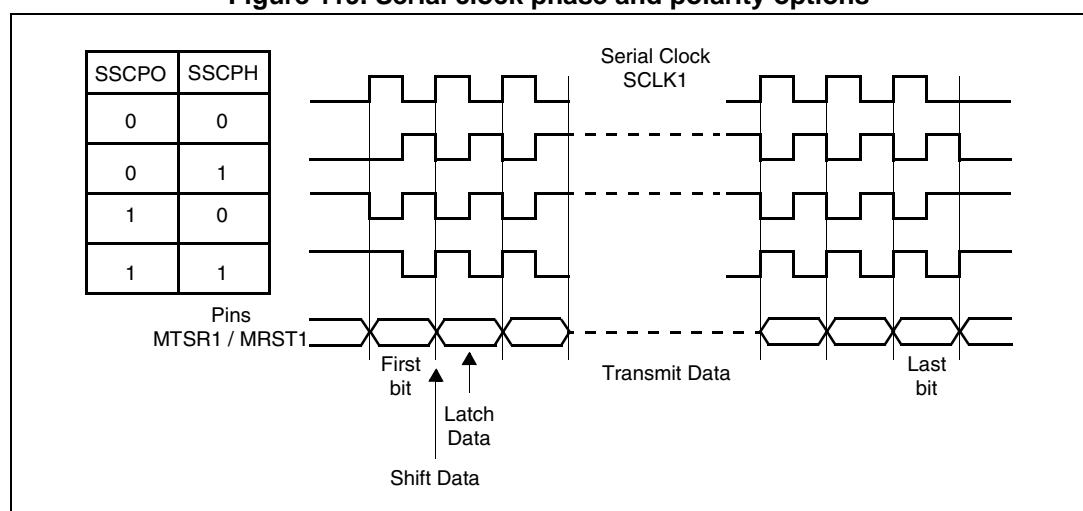 Figure 110. Serial clock phase and polarity options
SSCPO SSCPH
0 0
0 1
1 0
1 1
Serial Clock
SCLK1
Pins
MTSR1 / MRST1
First
bit
Transmit Data
Last
bit
Latch
Data
Shift Data